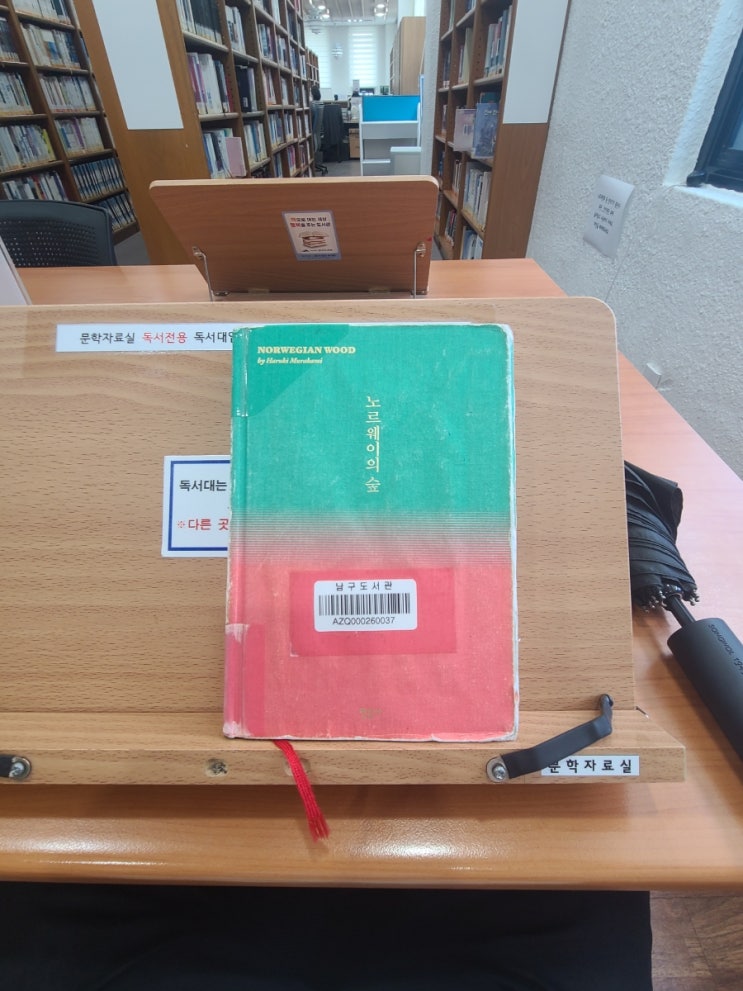 문학자료실 독서전용 독서대입
NORWEGIAN WOOD
by Haruki Murakami
노르웨이의 숲
독서대는
※다른 곳
남구도서관
AZQ000260037
문학자료실